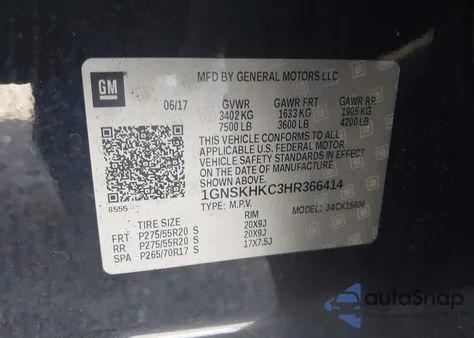 GM
MFD BY GENERAL MOTORS LLC
06/17 GVWR GAWR FRT GAWR RR
3402 KG 1633 KG 1905 KG
7500 LB 3600 LB 4200 LB
THIS VEHICLE CONFORMS TO ALL
APPLICABLE U.S. FEDERAL MOTOR
VEHICLE SAFETY STANDARDS IN
EFFECT ON THE DATE OF
MANUFACTURE SHOWN ABOVE.
1GNSKHKC3HR366414
8555 TYPE: M.P.V. MODEL:
TIRE SIZE RIM
FRT P275/55R20 S 20X9J
RR P275/55R20 S 20X9J
SPA P265/70R17 S 17X7.5J
autoSnap